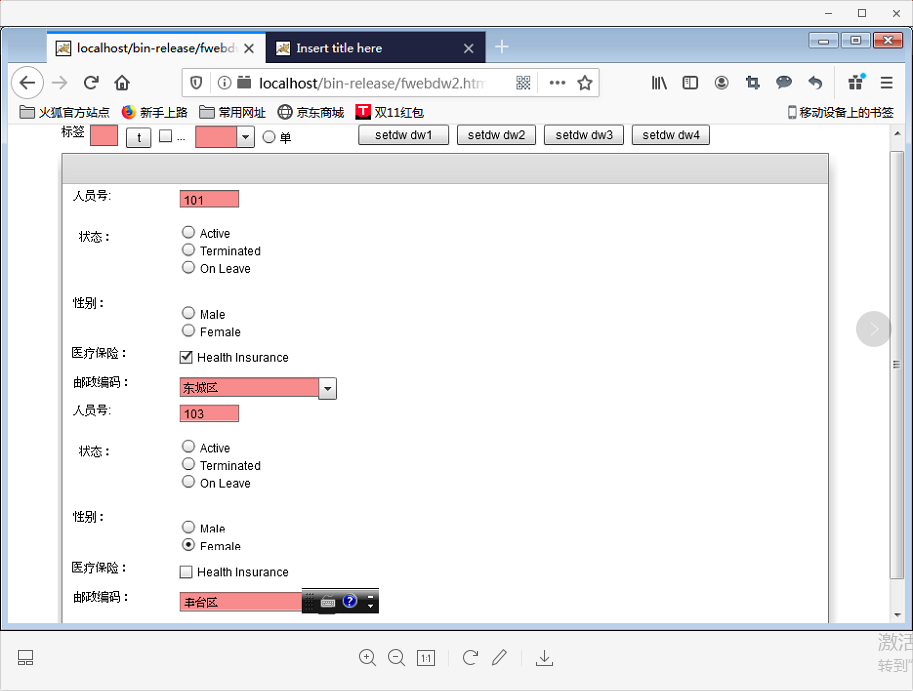 localhost/bin-release/fwebd
Insert title here
localhost/bin-release/fwebdw2.htm
火狐官方站点 新手上路 常用网址 京东商城 双11红包 移动设备上的书签
标签 t ... 单 setdw dw1 setdw dw2 setdw dw3 setdw dw4
人员号: 101
状态： Active
Terminated
On Leave
性别： Male
Female
医疗保险： Health Insurance
邮政编码： 东城区
人员号: 103
状态： Active
Terminated
On Leave
性别： Male
Female
医疗保险： Health Insurance
邮政编码： 丰台区
1:1
激活
转到"